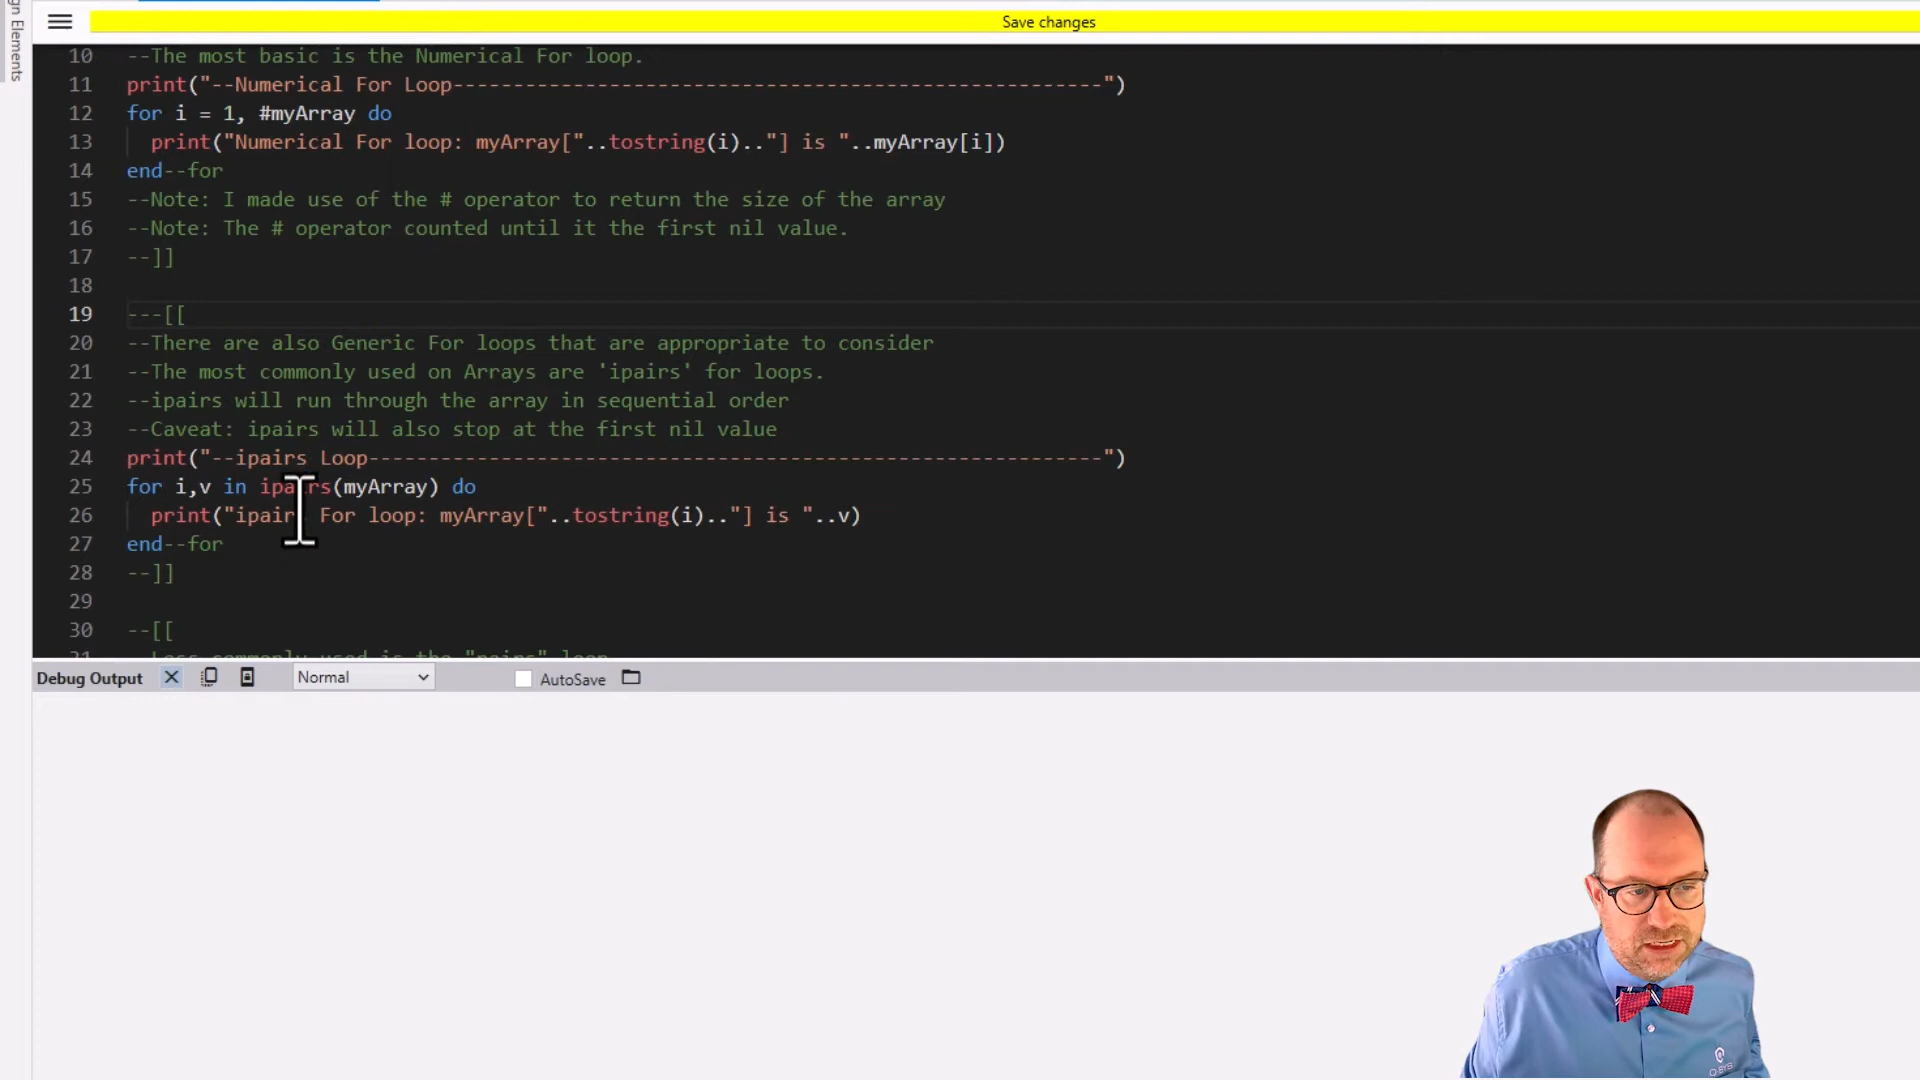 gn Elements
Save changes
10 --The most basic is the Numerical For loop.
11 print("--Numerical For Loop------------------------------------------------------")
12 for i = 1, #myArray do
13 print("Numerical For loop: myArray["..tostring(i).."] is "..myArray[i])
14 end--for
15 --Note: I made use of the # operator to return the size of the array
16 --Note: The # operator counted until it the first nil value.
17 --]]
18
19 ---[[
20 --There are also Generic For loops that are appropriate to consider
21 --The most commonly used on Arrays are 'ipairs' for loops.
22 --ipairs will run through the array in sequential order
23 --Caveat: ipairs will also stop at the first nil value
24 print("--ipairs Loop-------------------------------------------------------------")
25 for i,v in ipairs(myArray) do
26 print("ipairs For loop: myArray["..tostring(i).."] is "..v)
27 end--for
28 --]]
29
30 --[[
31 --Less commonly used is the "pairs" loop
Debug Output
Normal
AutoSave
Q-SYS